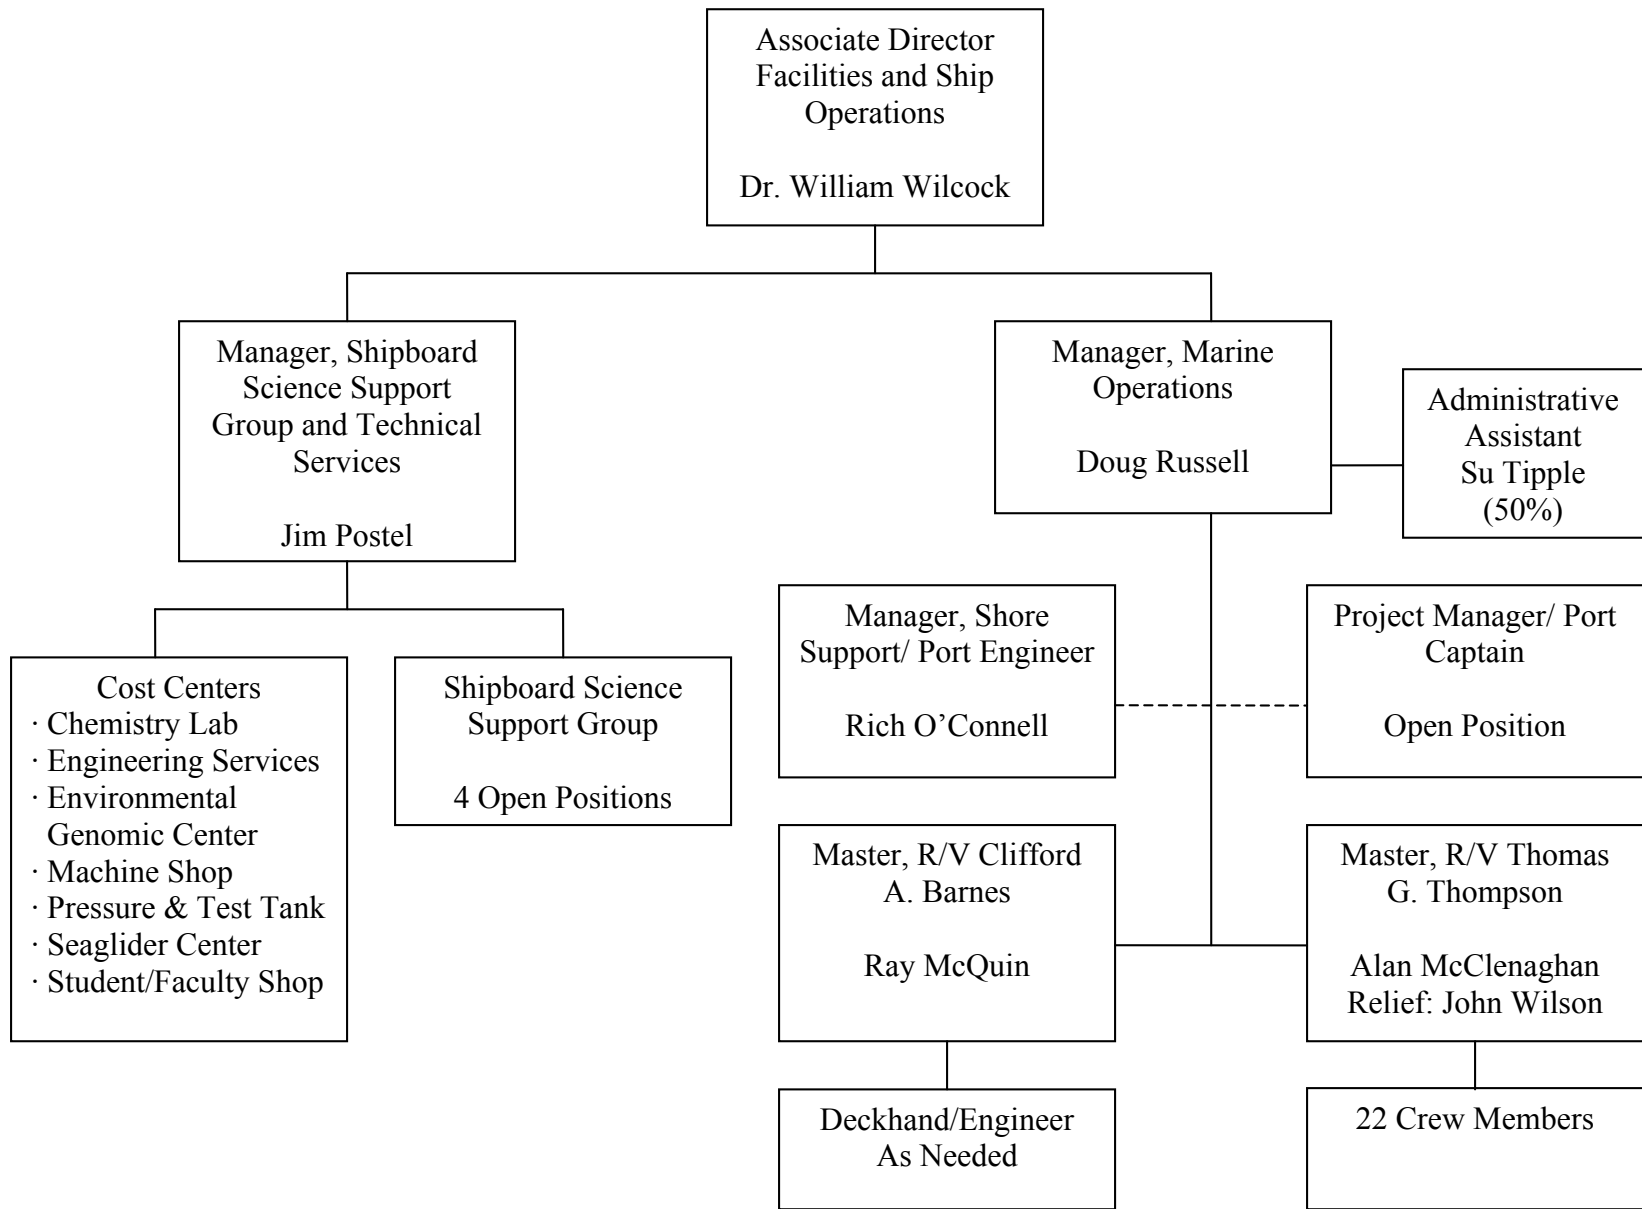 Associate Director
Facilities and Ship
Operations
Dr. William Wilcock
Manager, Shipboard
Science Support
Group and Technical
Services
Jim Postel
Manager, Marine
Operations
Doug Russell
Administrative
Assistant
Su Tipple
(50%)
Cost Centers
· Chemistry Lab
· Engineering Services
· Environmental
Genomic Center
· Machine Shop
· Pressure & Test Tank
· Seaglider Center
· Student/Faculty Shop
Shipboard Science
Support Group
4 Open Positions
Manager, Shore
Support/ Port Engineer
Rich O’Connell
Project Manager/ Port
Captain
Open Position
Master, R/V Clifford
A. Barnes
Ray McQuin
Master, R/V Thomas
G. Thompson
Alan McClenaghan
Relief: John Wilson
Deckhand/Engineer
As Needed
22 Crew Members